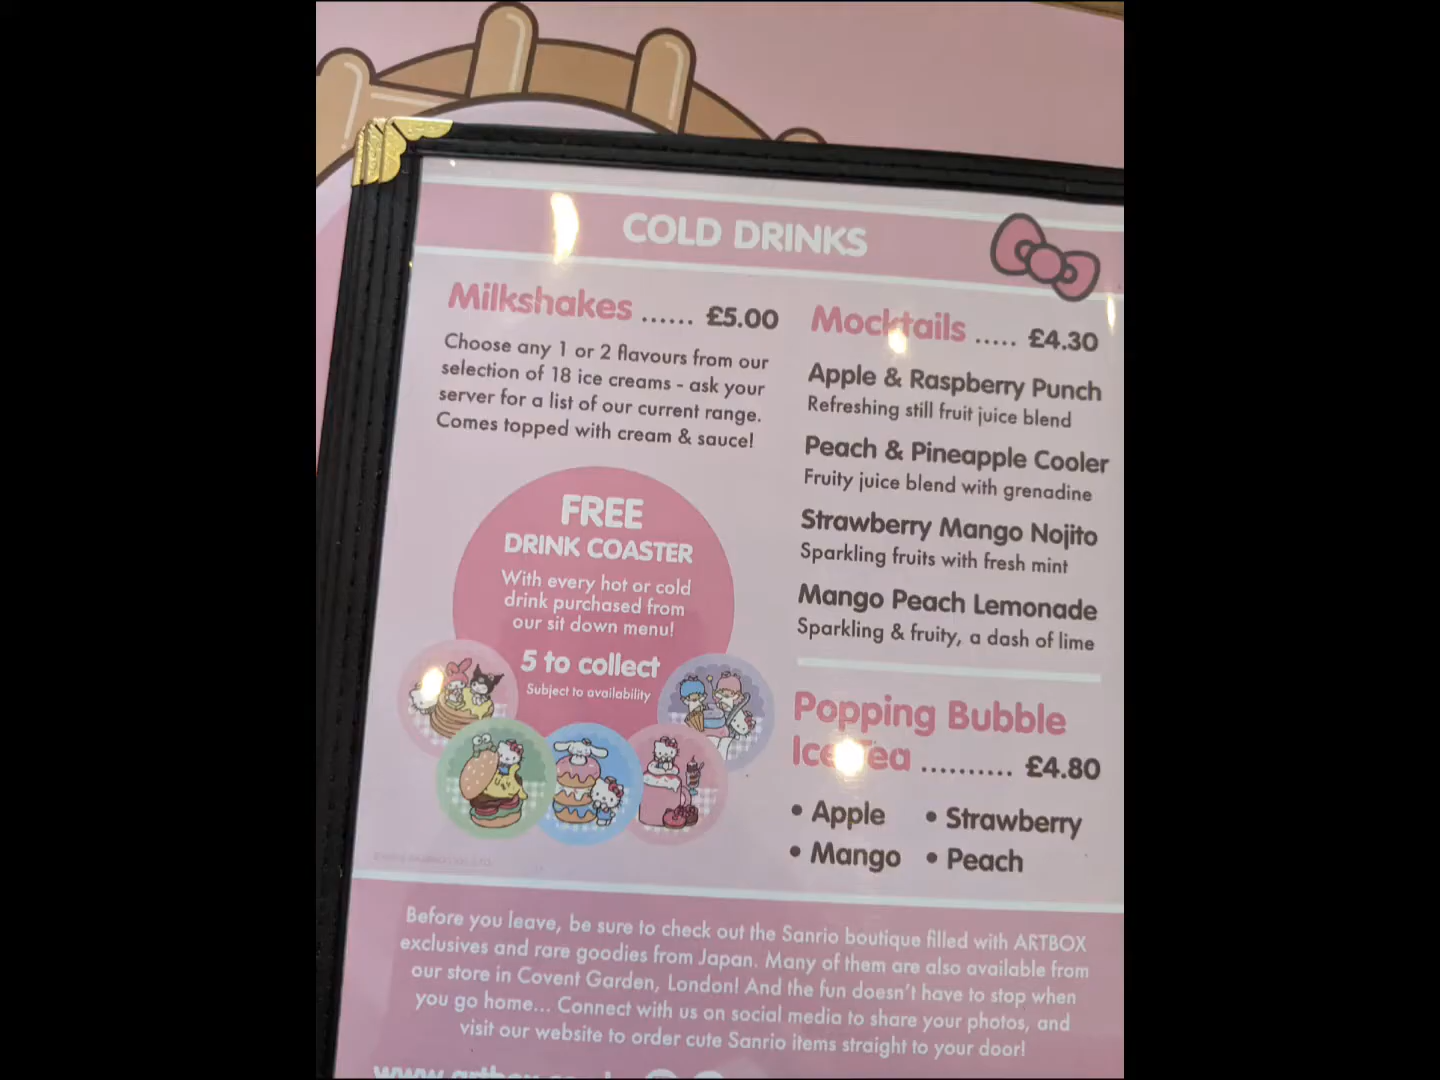 COLD DRINKS
Milkshakes ...... £5.00
Choose any 1 or 2 flavours from our
selection of 18 ice creams - ask your
server for a list of our current range.
Comes topped with cream & sauce!
FREE
DRINK COASTER
With every hot or cold
drink purchased from
our sit down menu!
5 to collect
Subject to availability
Mocktails ..... £4.30
Apple & Raspberry Punch
Refreshing still fruit juice blend
Peach & Pineapple Cooler
Fruity juice blend with grenadine
Strawberry Mango Nojito
Sparkling fruits with fresh mint
Mango Peach Lemonade
Sparkling & fruity, a dash of lime
Popping Bubble
Ice Tea .......... £4.80
• Apple • Strawberry
• Mango • Peach
Before you leave, be sure to check out the Sanrio boutique filled with ARTBOX
exclusives and rare goodies from Japan. Many of them are also available from
our store in Covent Garden, London! And the fun doesn't have to stop when
you go home... Connect with us on social media to share your photos, and
visit our website to order cute Sanrio items straight to your door!